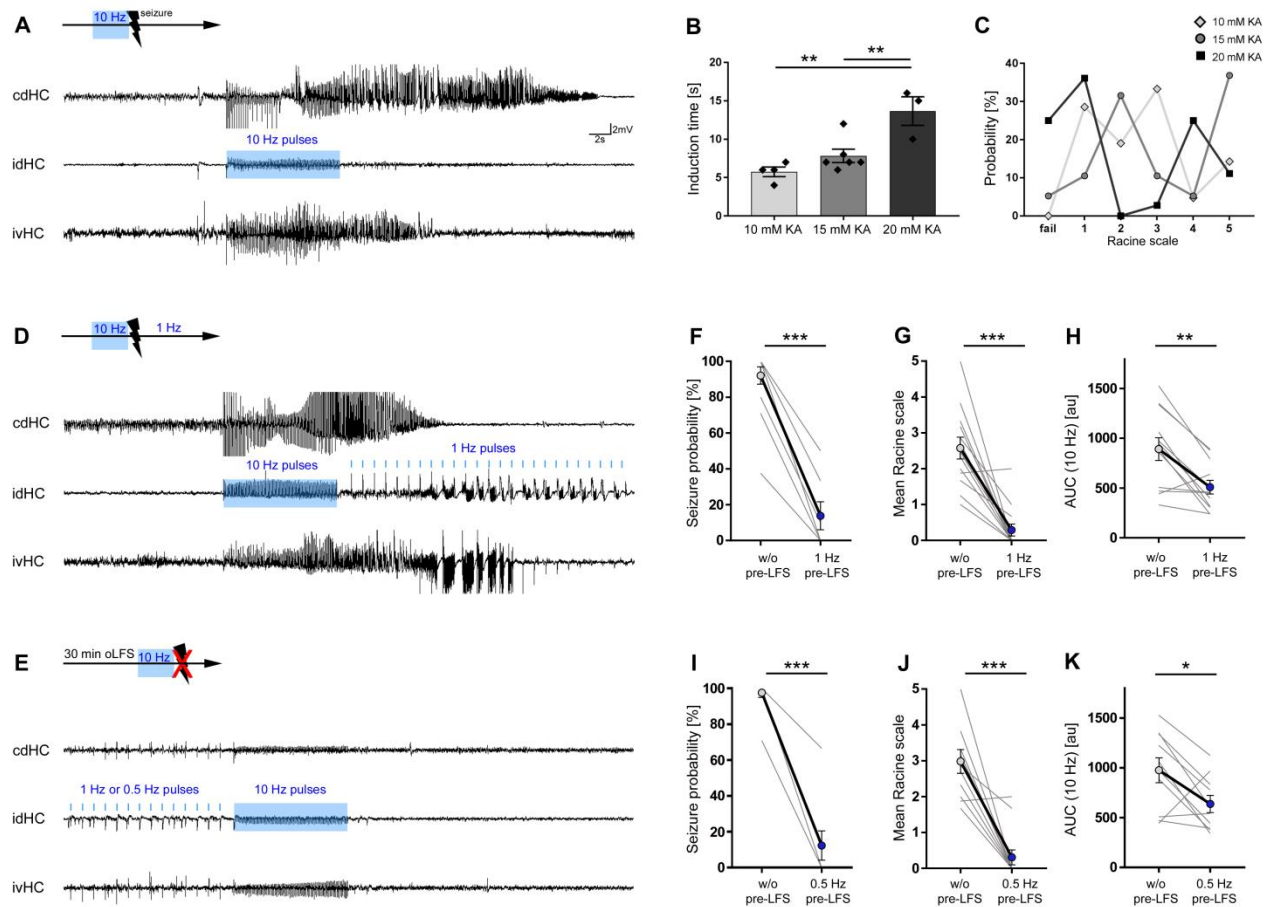 A
10 Hz
seizure
cdHC
2mV
2s
10 Hz pulses
idHC
ivHC
B
**
**
Induction time [s]
20
15
10
5
0
10 mM KA
15 mM KA
20 mM KA
C
10 mM KA
15 mM KA
20 mM KA
Probability [%]
40
30
20
10
0
fail
1
2
3
4
5
Racine scale
D
10 Hz
1 Hz
cdHC
1 Hz pulses
10 Hz pulses
idHC
ivHC
F
***
Seizure probability [%]
100
80
60
40
20
0
w/o
pre-LFS
1 Hz
pre-LFS
G
***
Mean Racine scale
5
4
3
2
1
0
w/o
pre-LFS
1 Hz
pre-LFS
H
**
AUC (10 Hz) [au]
1500
1000
500
0
w/o
pre-LFS
1 Hz
pre-LFS
E
30 min oLFS
10 Hz
cdHC
1 Hz or 0.5 Hz pulses
10 Hz pulses
idHC
ivHC
I
***
Seizure probability [%]
100
80
60
40
20
0
w/o
pre-LFS
0.5 Hz
pre-LFS
J
***
Mean Racine scale
5
4
3
2
1
0
w/o
pre-LFS
0.5 Hz
pre-LFS
K
*
AUC (10 Hz) [au]
1500
1000
500
0
w/o
pre-LFS
0.5 Hz
pre-LFS